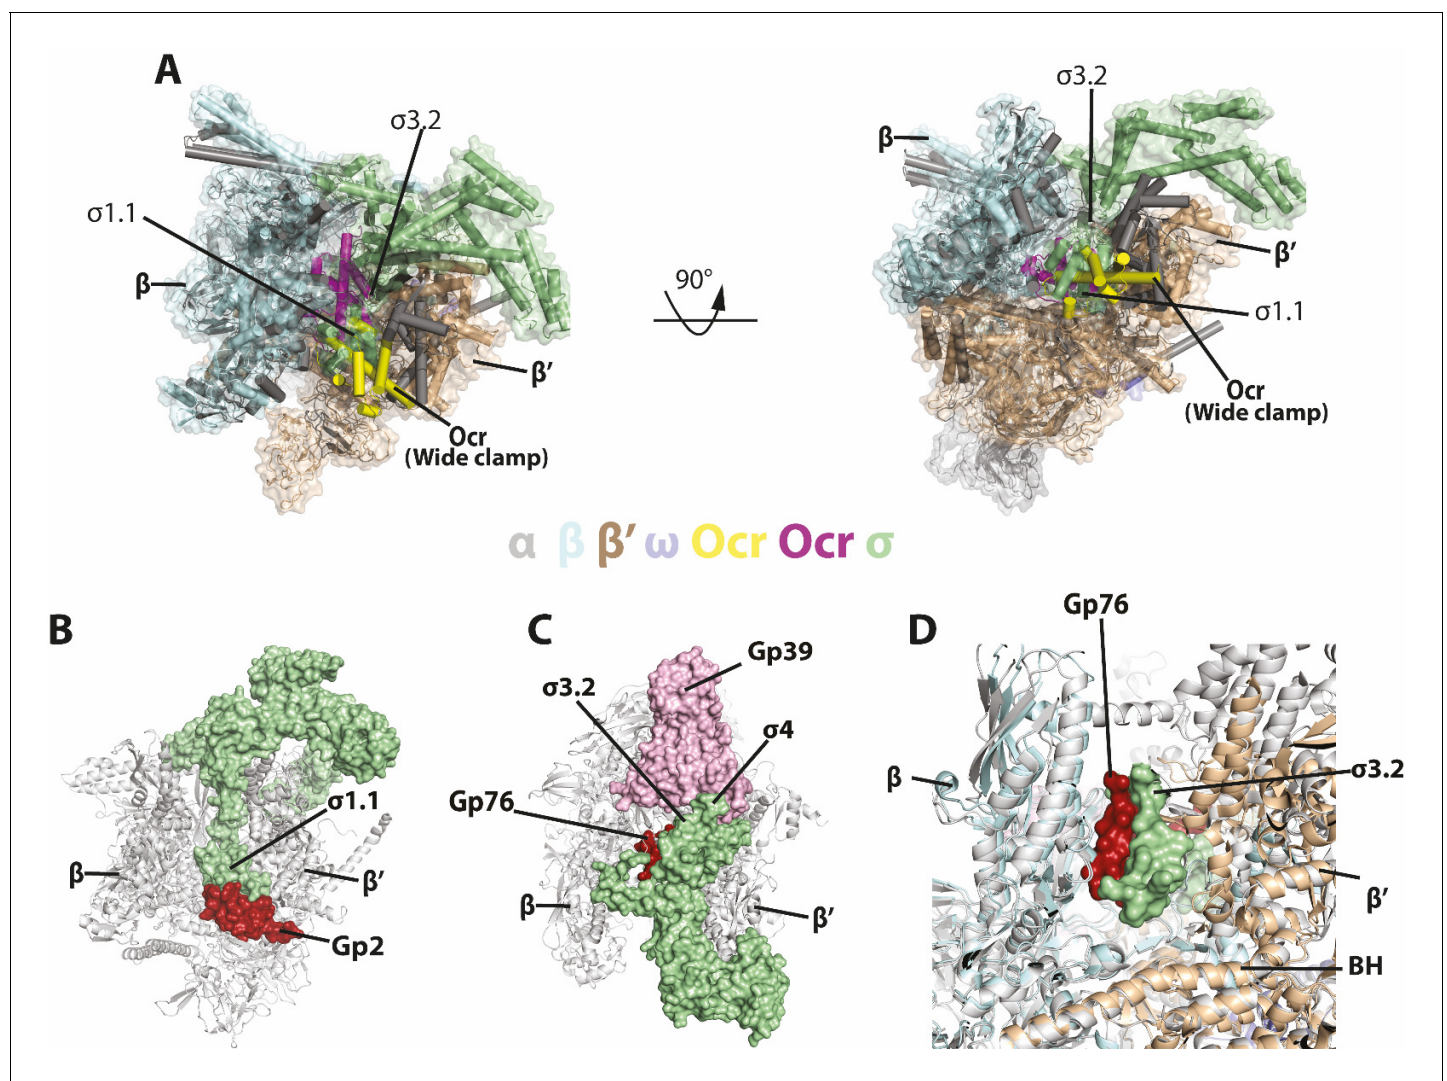 A
σ3.2
σ1.1
β
β’
Ocr
(Wide clamp)
90°
σ3.2
β
β’
σ1.1
Ocr
(Wide clamp)
α β β’ ω Ocr Ocr σ
B
σ1.1
β
β’
Gp2
C
Gp39
σ3.2
σ4
Gp76
β
β’
D
Gp76
β
σ3.2
β’
BH